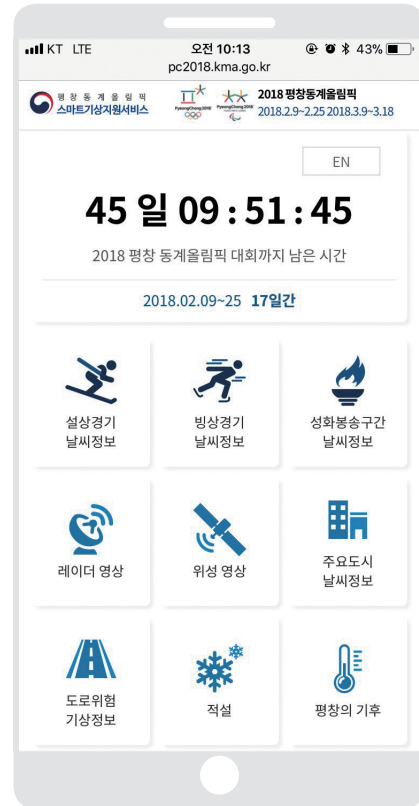 KT LTE 오전 10:13 43%
pc2018.kma.go.kr
평창동계올림픽
스마트기상지원서비스
PyeongChang 2018
PyeongChang 2018
2018 평창동계올림픽
2018.2.9~2.25 2018.3.9~3.18
EN
45 일 09 : 51 : 45
2018 평창 동계올림픽 대회까지 남은 시간
2018.02.09~25 17일간
설상경기
날씨정보
빙상경기
날씨정보
성화봉송구간
날씨정보
레이더 영상
위성 영상
주요도시
날씨정보
도로위험
기상정보
적설
평창의 기후